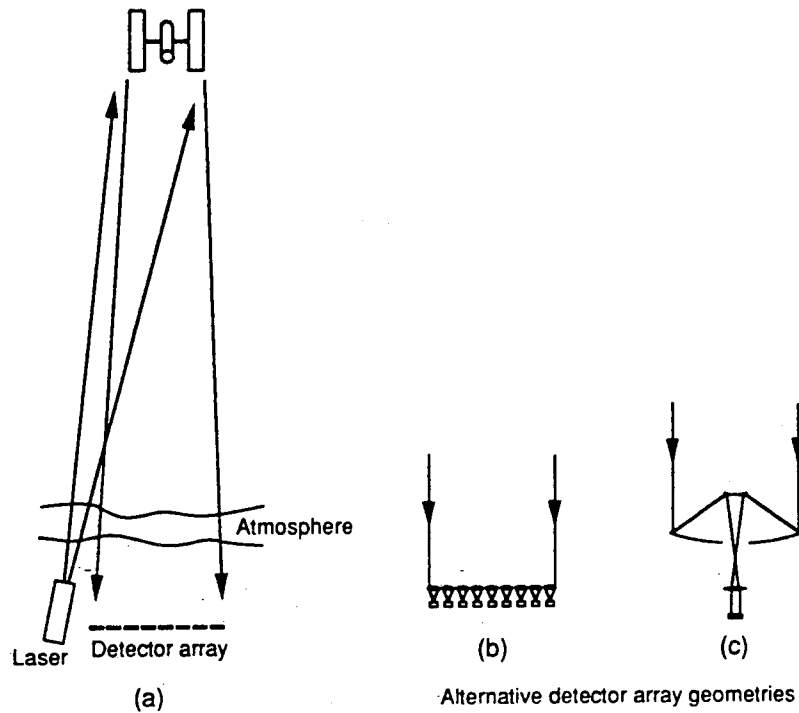 Atmosphere
Laser
Detector array
(a)
(b)
(c)
Alternative detector array geometries